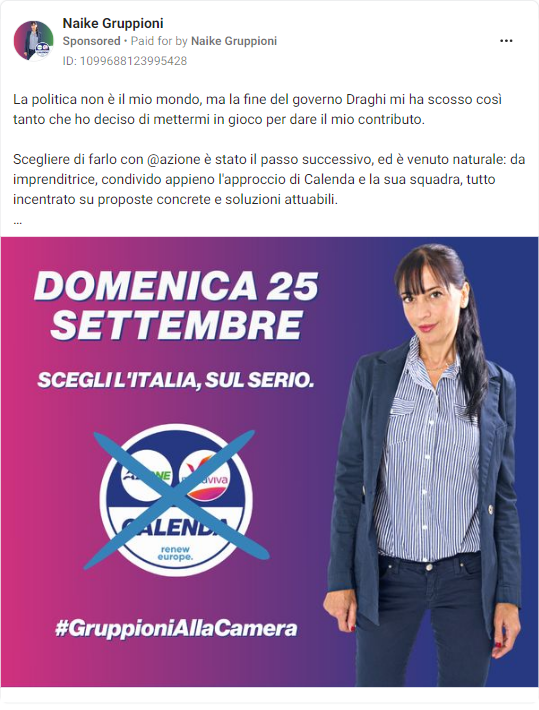 Naike Gruppioni
Sponsored • Paid for by Naike Gruppioni
ID: 1099688123995428
La politica non è il mio mondo, ma la fine del governo Draghi mi ha scosso così
tanto che ho deciso di mettermi in gioco per dare il mio contributo.
Scegliere di farlo con @azione è stato il passo successivo, ed è venuto naturale: da
imprenditrice, condivido appieno l'approccio di Calenda e la sua squadra, tutto
incentrato su proposte concrete e soluzioni attuabili.
...
DOMENICA 25
SETTEMBRE
SCEGLI L'ITALIA, SUL SERIO.
AZIONE
CALENDA
renew
europe.
#GruppioniAllaCamera